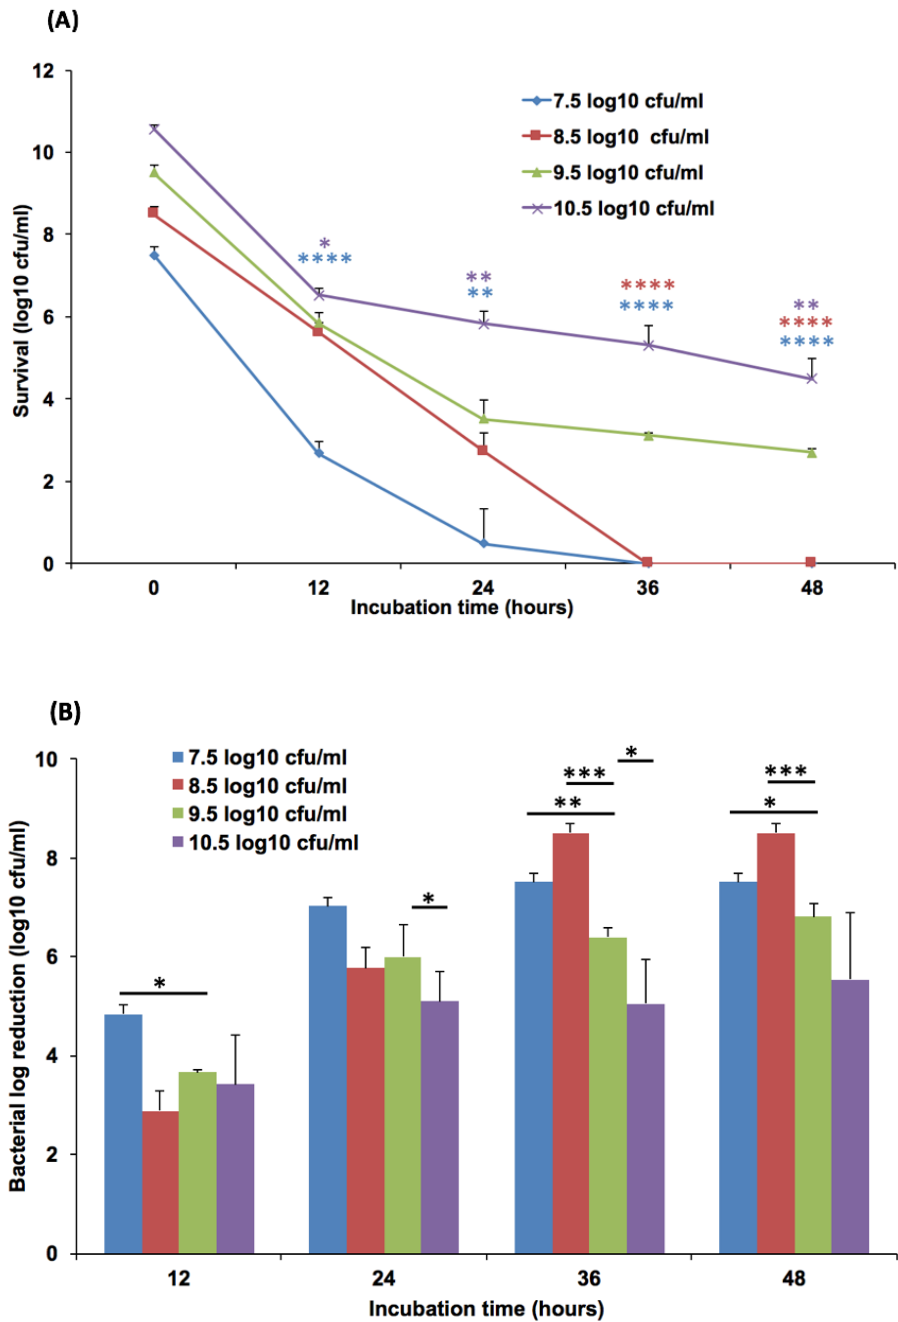 (A)
12
10
8
6
4
2
0
Survival (log10 cfu/ml)
7.5 log10 cfu/ml
8.5 log10 cfu/ml
9.5 log10 cfu/ml
10.5 log10 cfu/ml
*
****
**
**
****
****
**
****
****
0 12 24 36 48
Incubation time (hours)
(B)
10
8
6
4
2
0
Bacterial log reduction (log10 cfu/ml)
7.5 log10 cfu/ml
8.5 log10 cfu/ml
9.5 log10 cfu/ml
10.5 log10 cfu/ml
*
*
*
***
**
***
*
12 24 36 48
Incubation time (hours)